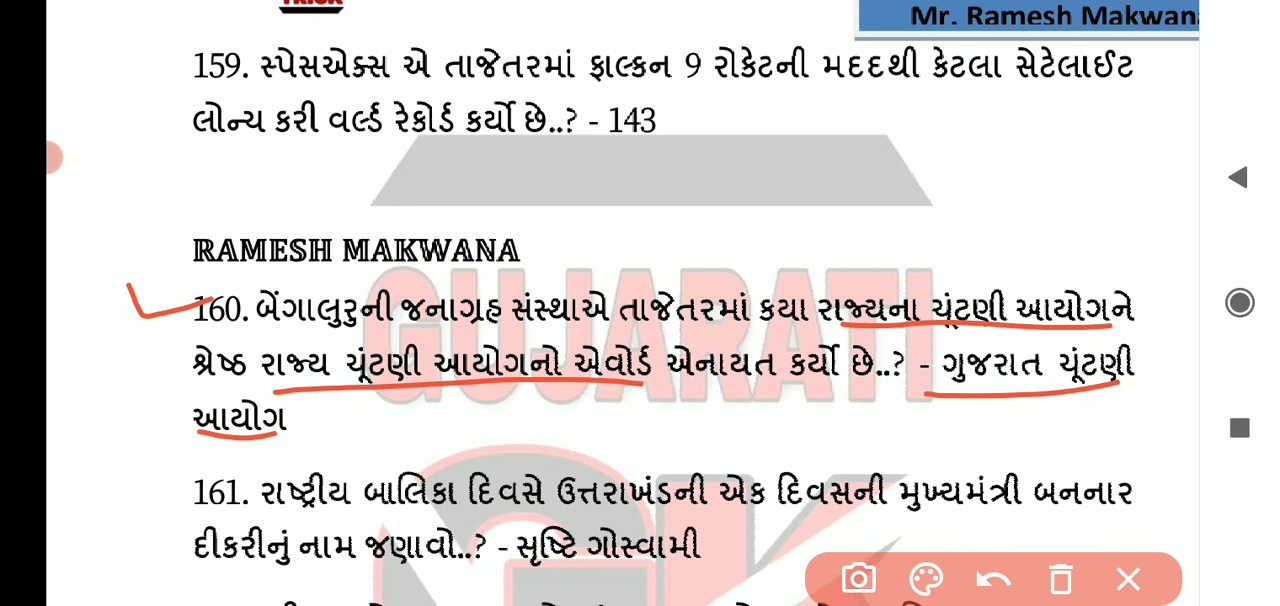 TRICK
Mr. Ramesh Makwana
159. સ્પેસએક્સ એ તાજેતરમાં ફાલ્કન 9 રોકેટની મદદથી કેટલા સેટેલાઈટ
લોન્ચ કરી વર્લ્ડ રેકોર્ડ કર્યો છે..? - 143
RAMESH MAKWANA
GUJARATI
160. બેંગાલુરુની જનાગ્રહ સંસ્થાએ તાજેતરમાં કયા રાજ્યના ચૂંટણી આયોગને
શ્રેષ્ઠ રાજ્ય ચૂંટણી આયોગનો એવોર્ડ એનાયત કર્યો છે..? - ગુજરાત ચૂંટણી
આયોગ
161. રાષ્ટ્રીય બાલિકા દિવસે ઉત્તરાખંડની એક દિવસની મુખ્યમંત્રી બનનાર
દીકરીનું નામ જણાવો..? - સૃષ્ટિ ગોસ્વામી